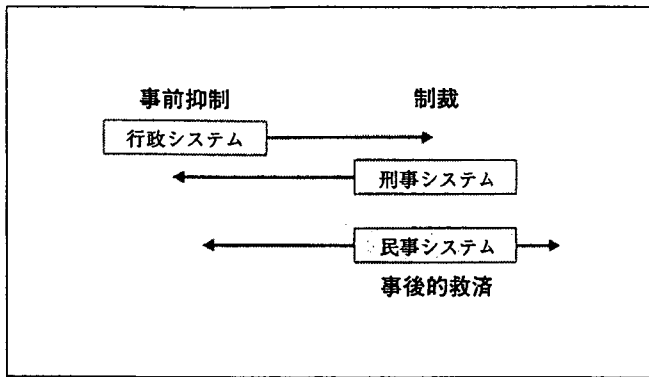 事前抑制
制裁
行政システム
刑事システム
民事システム
事後的救済